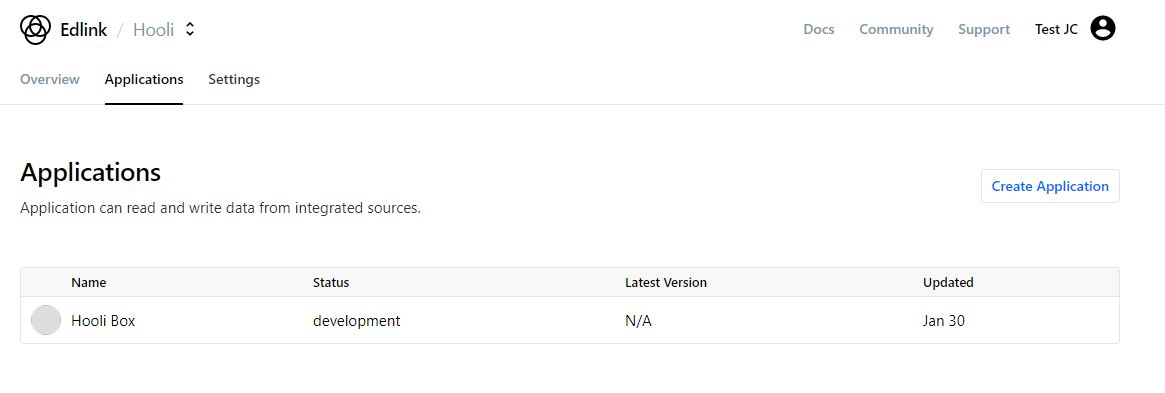 Edlink / Hooli Docs Community Support Test JC
Overview Applications Settings
Applications
Create Application
Application can read and write data from integrated sources.
Name Status Latest Version Updated
Hooli Box development N/A Jan 30